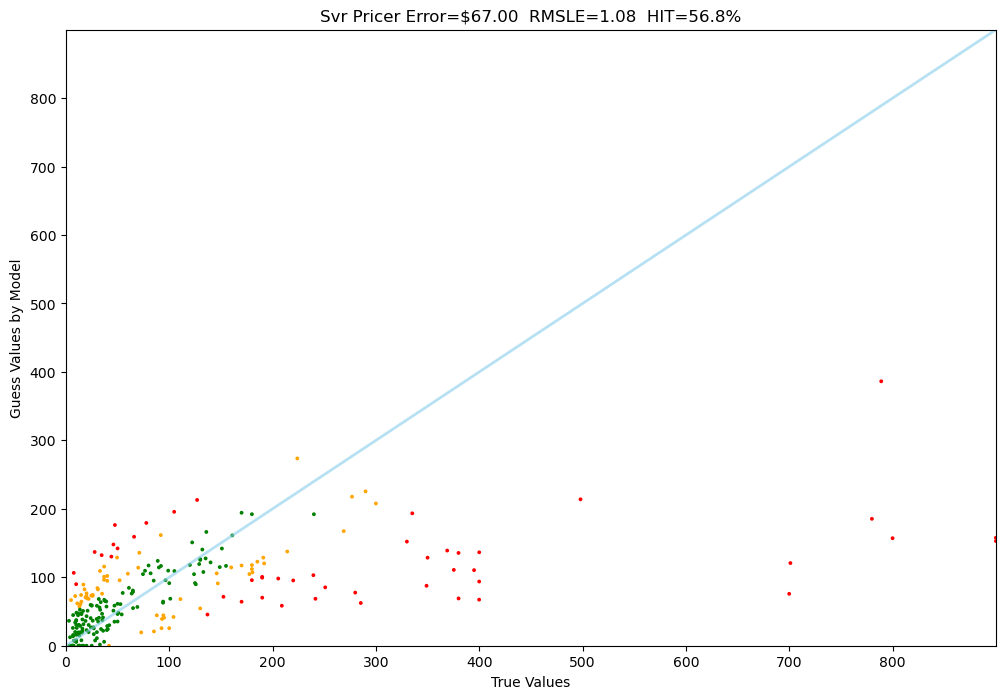 Svr Pricer Error=$67.00  RMSLE=1.08  HIT=56.8%
Guess Values by Model
800
700
600
500
400
300
200
100
0
0 100 200 300 400 500 600 700 800
True Values